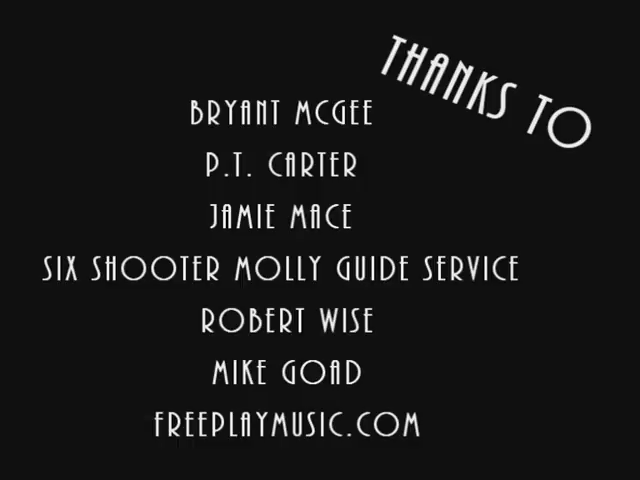 THANKS TO
BRYANT MCGEE
P.T. CARTER
JAMIE MACE
SIX SHOOTER MOLLY GUIDE SERVICE
ROBERT WISE
MIKE GOAD
FREEPLAYMUSIC.COM